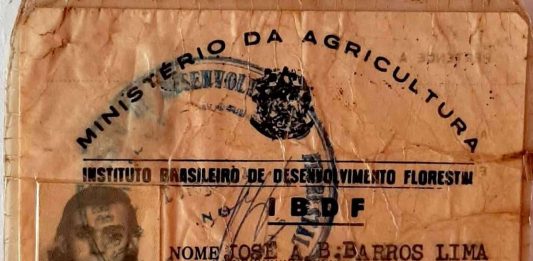 MINISTÉRIO DA AGRICULTURA
INSTITUTO BRASILEIRO DE DESENVOLVIMENTO FLORESTAL
IBDF
NOME JOSÉ A.B.BARROS LIMA